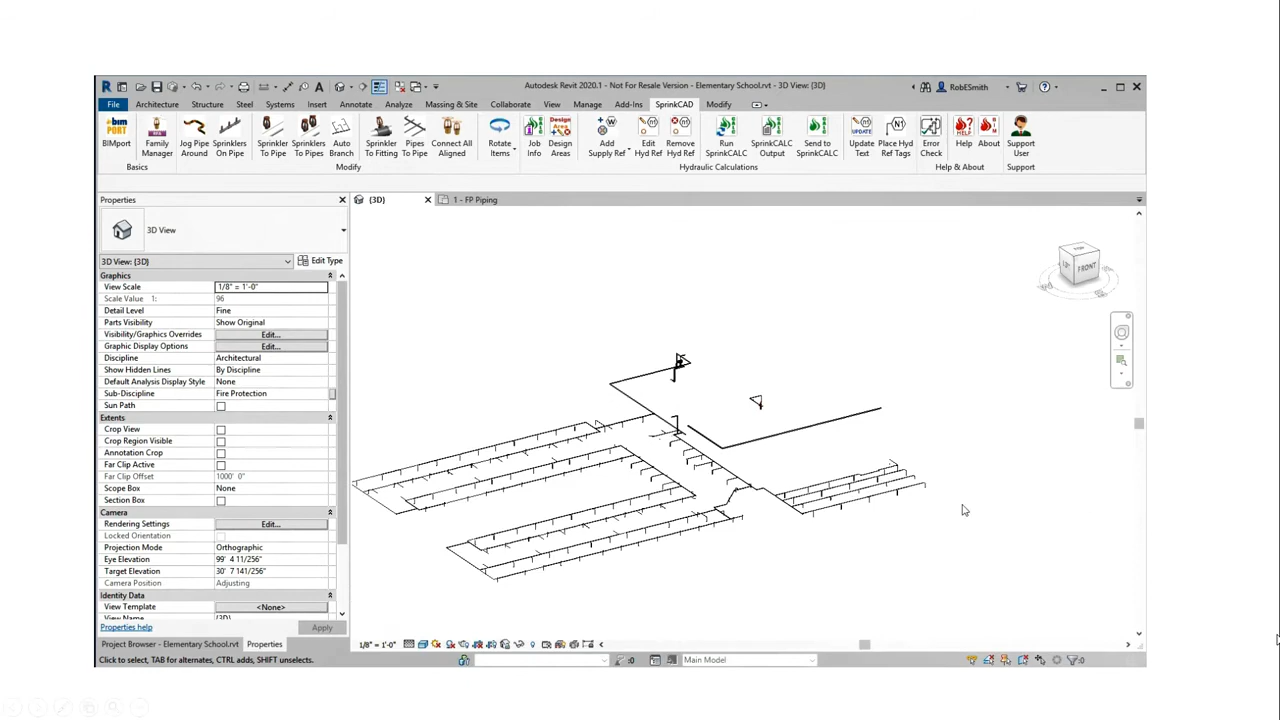 Autodesk Revit 2020.1 - Not For Resale Version - Elementary School.rvt - 3D View: {3D}
RobESmith
File Architecture Structure Steel Systems Insert Annotate Analyze Massing & Site Collaborate View Manage Add-Ins SprinkCAD Modify
BIMport
Family Manager
Jog Pipe Around
Sprinklers On Pipe
Sprinkler To Pipe
Sprinklers To Pipes
Auto Branch
Sprinkler To Fitting
Pipes To Pipe
Connect All Aligned
Rotate Items
Job Info
Design Areas
Add Supply Ref
Edit Hyd Ref
Remove Hyd Ref
Run SprinkCALC
SprinkCALC Output
Send to SprinkCALC
Update Text
Place Hyd Ref Tags
Error Check
Help
About
Support User
Basics Modify Hydraulic Calculations Help & About Support
Properties
{3D} 1 - FP Piping
3D View
3D View: {3D} Edit Type
Graphics
View Scale 1/8" = 1'-0"
Scale Value 1: 96
Detail Level Fine
Parts Visibility Show Original
Visibility/Graphics Overrides Edit...
Graphic Display Options Edit...
Discipline Architectural
Show Hidden Lines By Discipline
Default Analysis Display Style None
Sub-Discipline Fire Protection
Sun Path
Extents
Crop View
Crop Region Visible
Annotation Crop
Far Clip Active
Far Clip Offset 1000' 0"
Scope Box None
Section Box
Camera
Rendering Settings Edit...
Locked Orientation
Projection Mode Orthographic
Eye Elevation 99' 4 11/256"
Target Elevation 30' 7 141/256"
Camera Position Adjusting
Identity Data
View Template <None>
View Name {3D}
Properties help Apply
Project Browser - Elementary School.rvt Properties
1/8" = 1'-0"
Click to select, TAB for alternates, CTRL adds, SHIFT unselects.
:0
Main Model
:0
TOP
FRONT